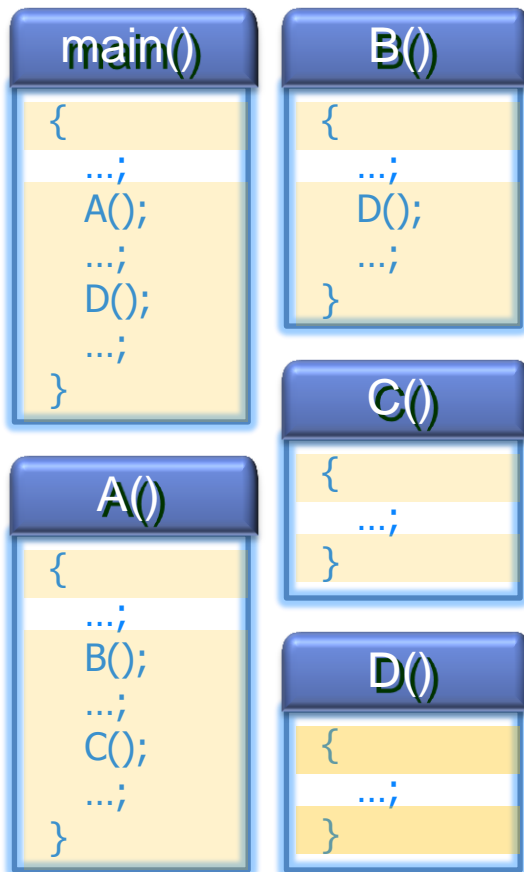 main()
{
...;
A();
...;
D();
...;
}
A()
{
...;
B();
...;
C();
...;
}
B()
{
...;
D();
...;
}
C()
{
...;
}
D()
{
...;
}